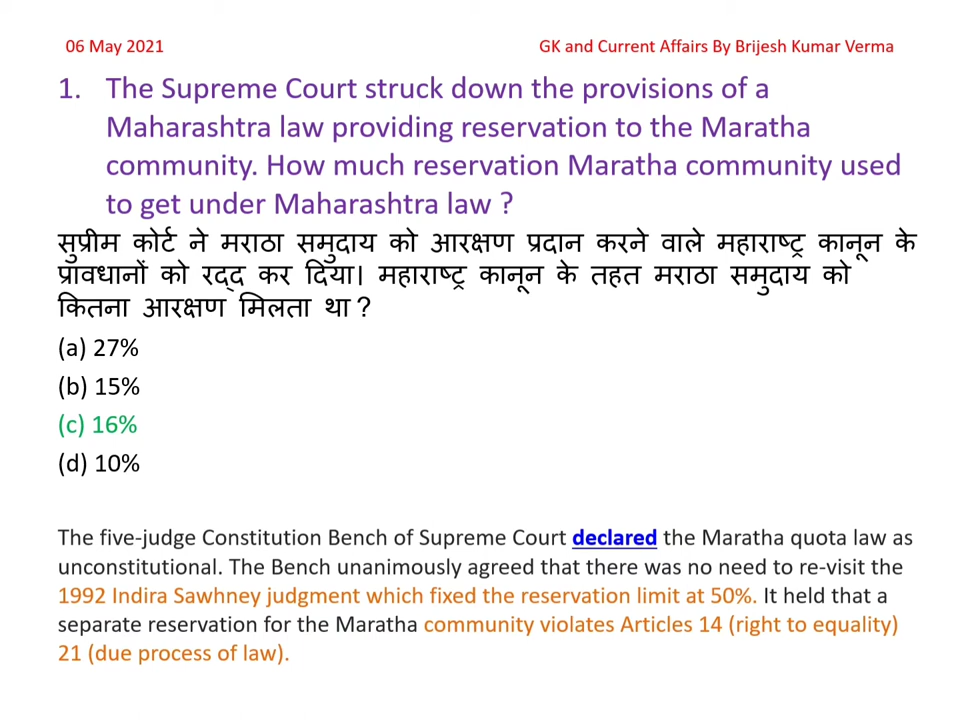 06 May 2021
GK and Current Affairs By Brijesh Kumar Verma
1. The Supreme Court struck down the provisions of a
Maharashtra law providing reservation to the Maratha
community. How much reservation Maratha community used
to get under Maharashtra law ?
सुप्रीम कोर्ट ने मराठा समुदाय को आरक्षण प्रदान करने वाले महाराष्ट्र कानून के
प्रावधानों को रद्द कर दिया। महाराष्ट्र कानून के तहत मराठा समुदाय को
कितना आरक्षण मिलता था ?
(a) 27%
(b) 15%
(c) 16%
(d) 10%
The five-judge Constitution Bench of Supreme Court declared the Maratha quota law as
unconstitutional. The Bench unanimously agreed that there was no need to re-visit the
1992 Indira Sawhney judgment which fixed the reservation limit at 50%. It held that a
separate reservation for the Maratha community violates Articles 14 (right to equality)
21 (due process of law).